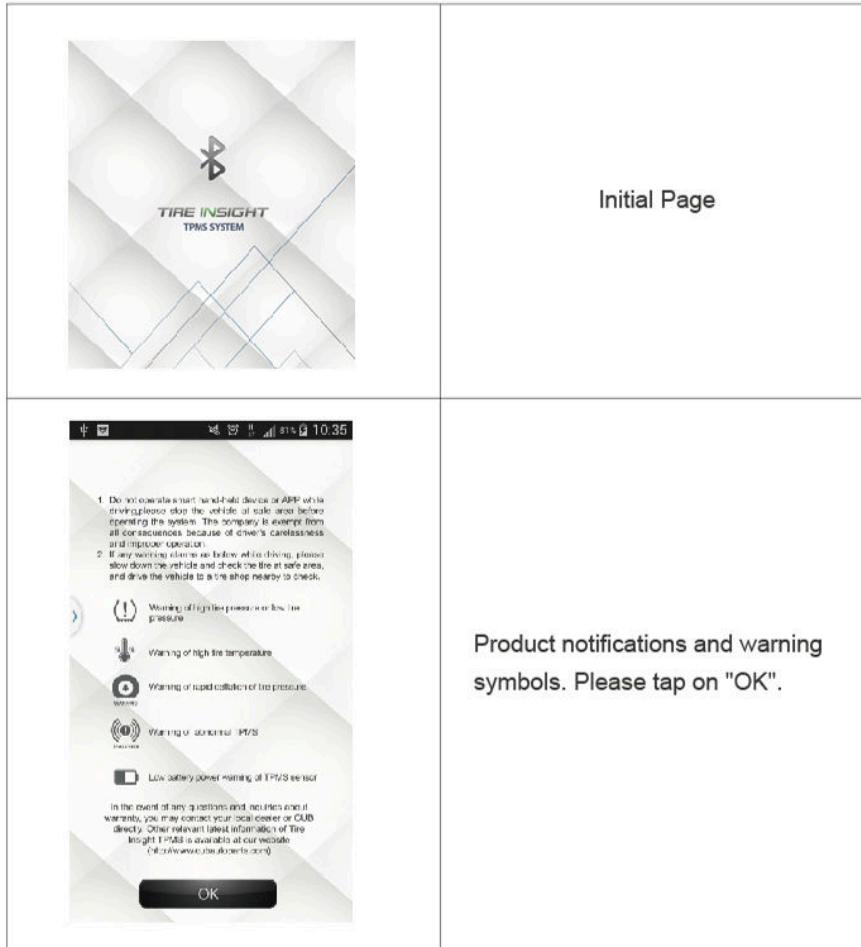 TIRE INSIGHT
TPMS SYSTEM
Initial Page
81% 10:35
1. Do not operate smart hand-held device or APP while
driving,please stop the vehicle at safe area before
operating the system. The company is exempt from
all consequences because of driver's carelessness
and improper operation.
2. If any warning alarms as below while driving, please
slow down the vehicle and check the tire at safe area,
and drive the vehicle to a tire shop nearby to check.
Warning of high tire pressure or low tire
pressure
Warning of high tire temperature
Warning of rapid deflation of tire pressure
Warning of abnormal TPMS
Low battery power warning of TPMS sensor
In the event of any questions and inquiries about
warranty, you may contact your local dealer or CUB
directly. Other relevant latest information of Tire
Insight TPMS is available at our website
(http://www.cubautoparts.com)
OK
Product notifications and warning
symbols. Please tap on "OK".